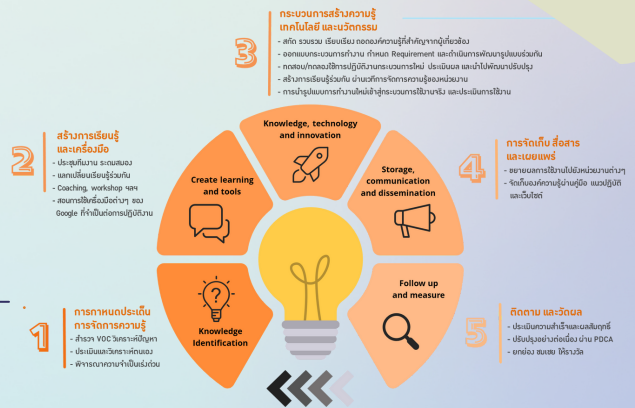 3
กระบวนการสร้างความรู้
เทคโนโลยี และนวัตกรรม
- สกัด รวบรวม เรียบเรียง ถอดองค์ความรู้ที่สำคัญจากผู้เกี่ยวข้อง
- ออกแบบกระบวนการทำงาน กำหนด Requirement และดำเนินการพัฒนารูปแบบร่วมกัน
- ทดสอบ/ทดลองใช้การปฏิบัติงานกระบวนการใหม่ ประเมินผล และนำไปพัฒนาปรับปรุง
- สร้างการเรียนรู้ร่วมกัน ผ่านเวทีการจัดการความรู้ของหน่วยงาน
- การนำรูปแบบการทำงานใหม่เข้าสู่กระบวนการใช้งานจริง และประเมินการใช้งาน
2
สร้างการเรียนรู้
และเครื่องมือ
- ประชุมทีมงาน ระดมสมอง
- แลกเปลี่ยนเรียนรู้ร่วมกัน
- Coaching, workshop ฯลฯ
- สอนการใช้เครื่องมือต่างๆ ของ
Google ที่จำเป็นต่อการปฏิบัติงาน
Knowledge, technology
and innovation
Create learning
and tools
Storage,
communication
and dissemination
4
การจัดเก็บ สื่อสาร
และเผยแพร่
- ขยายผลการใช้งานไปยังหน่วยงานต่างๆ
- จัดเก็บองค์ความรู้ผ่านคู่มือ แนวปฏิบัติ
และเว็บไซต์
1
การกำหนดประเด็น
การจัดการความรู้
- สำรวจ VOC วิเคราะห์ปัญหา
- ประเมินและวิเคราะห์ตนเอง
- พิจารณาความจำเป็นเร่งด่วน
Knowledge
Identification
Follow up
and measure
5
ติดตาม และวัดผล
- ประเมินความสำเร็จและผลสัมฤทธิ์
- ปรับปรุงอย่างต่อเนื่อง ผ่าน PDCA
- ยกย่อง ชมเชย ให้รางวัล